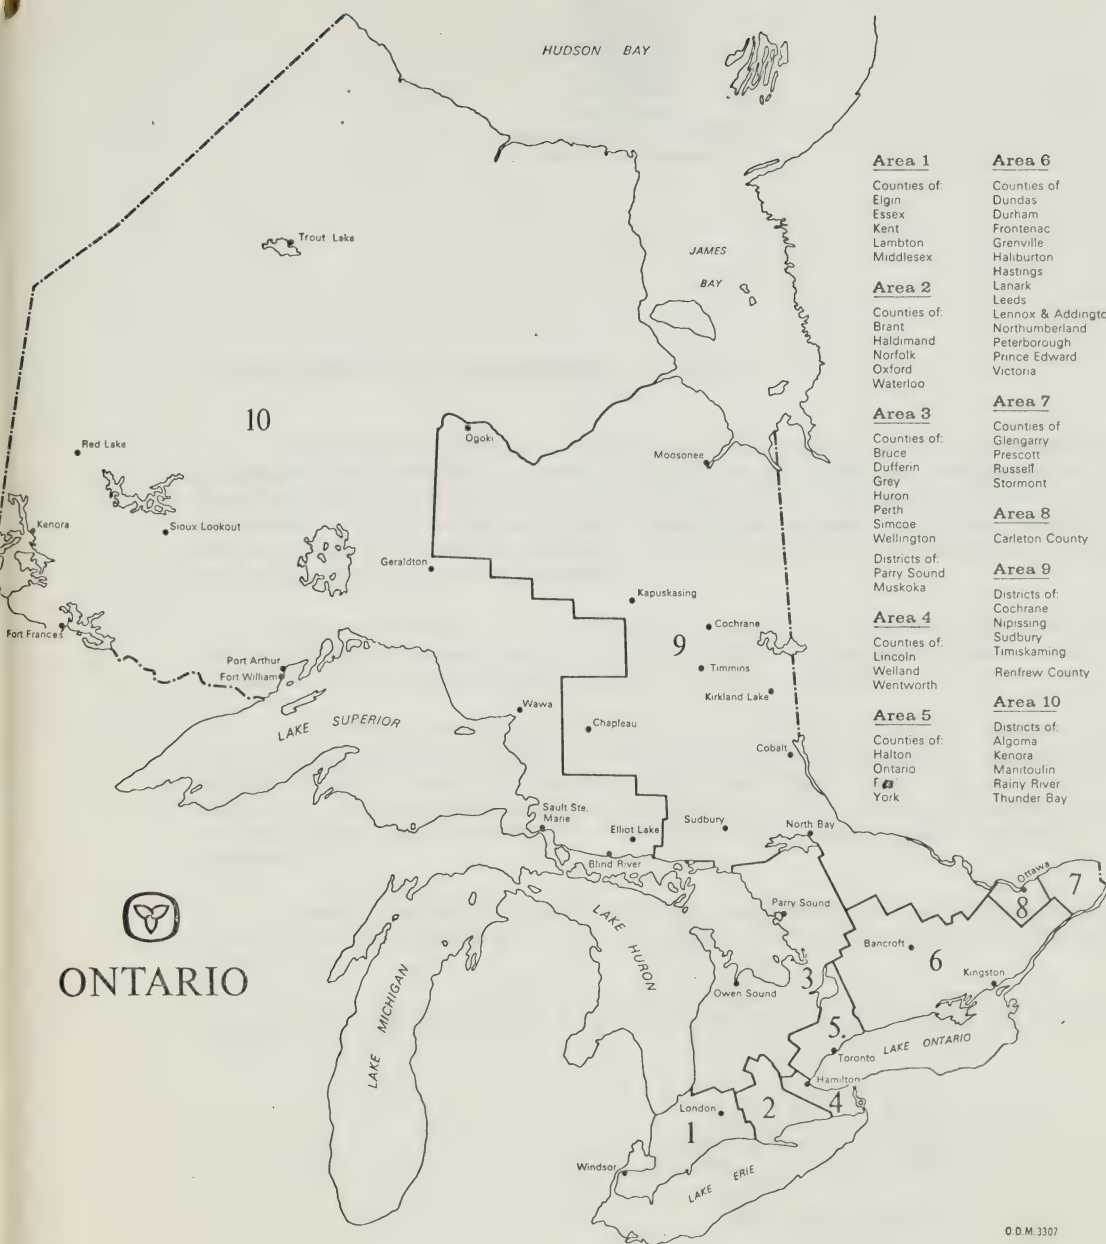 HUDSON BAY
Trout Lake
JAMES
BAY
10
Ogoki
Red Lake
Moosonee
Kenora
Sioux Lookout
Geraldton
Kapuskasing
Fort Frances
Cochrane
9
Port Arthur
Fort William
Timmins
Kirkland Lake
Wawa
LAKE SUPERIOR
Chapleau
Cobalt
Sault Ste.
Marie
Elliot Lake
Sudbury
North Bay
Blind River
Ottawa
7
8
Parry Sound
LAKE HURON
Bancroft
6
Kingston
ONTARIO
LAKE MICHIGAN
Owen Sound
3
5.
Toronto
LAKE ONTARIO
Hamilton
4
London
2
1
Windsor
LAKE ERIE
Area 1
Counties of:
Elgin
Essex
Kent
Lambton
Middlesex
Area 2
Counties of:
Brant
Haldimand
Norfolk
Oxford
Waterloo
Area 3
Counties of:
Bruce
Dufferin
Grey
Huron
Perth
Simcoe
Wellington
Districts of:
Parry Sound
Muskoka
Area 4
Counties of:
Lincoln
Welland
Wentworth
Area 5
Counties of:
Halton
Ontario
York
Area 6
Counties of
Dundas
Durham
Frontenac
Grenville
Haliburton
Hastings
Lanark
Leeds
Lennox & Addingto
Northumberland
Peterborough
Prince Edward
Victoria
Area 7
Counties of
Glengarry
Prescott
Russell
Stormont
Area 8
Carleton County
Area 9
Districts of:
Cochrane
Nipissing
Sudbury
Timiskaming
Renfrew County
Area 10
Districts of:
Algoma
Kenora
Manitoulin
Rainy River
Thunder Bay
O.D.M. 3307